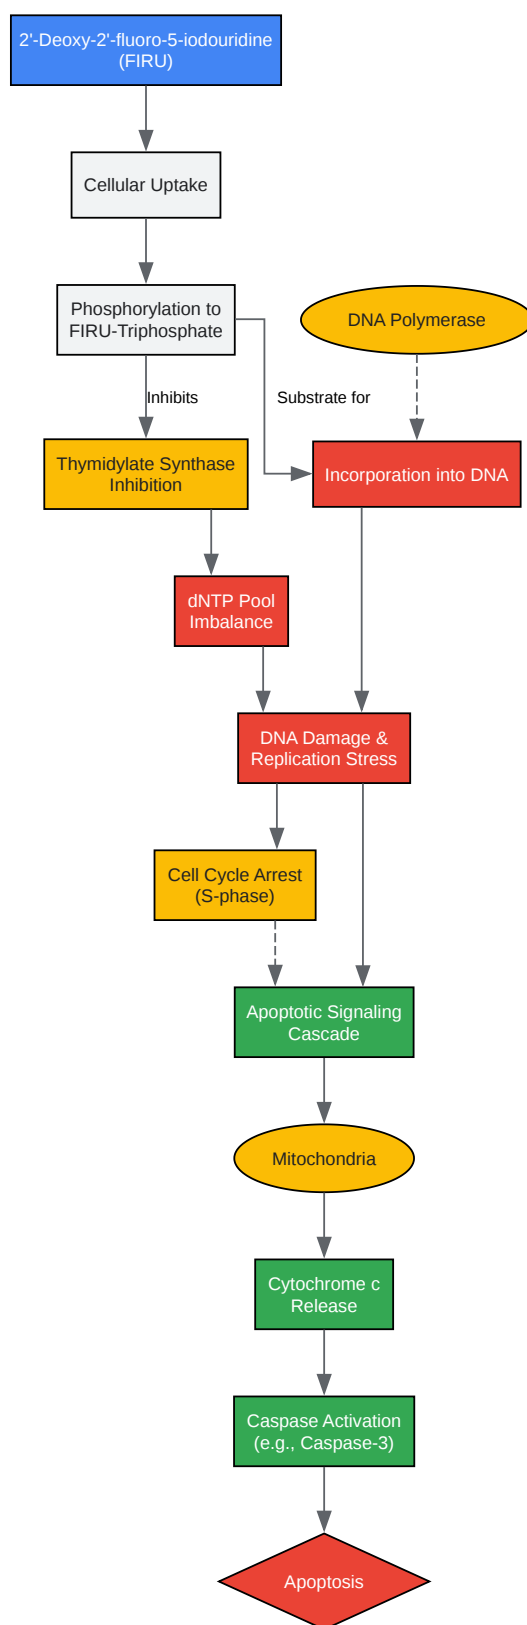 2'-Deoxy-2'-fluoro-5-iodouridine
(FIRU)
Cellular Uptake
Phosphorylation to
FIRU-Triphosphate
DNA Polymerase
Inhibits
Substrate for
Thymidylate Synthase
Inhibition
Incorporation into DNA
dNTP Pool
Imbalance
DNA Damage &
Replication Stress
Cell Cycle Arrest
(S-phase)
Apoptotic Signaling
Cascade
Mitochondria
Cytochrome c
Release
Caspase Activation
(e.g., Caspase-3)
Apoptosis